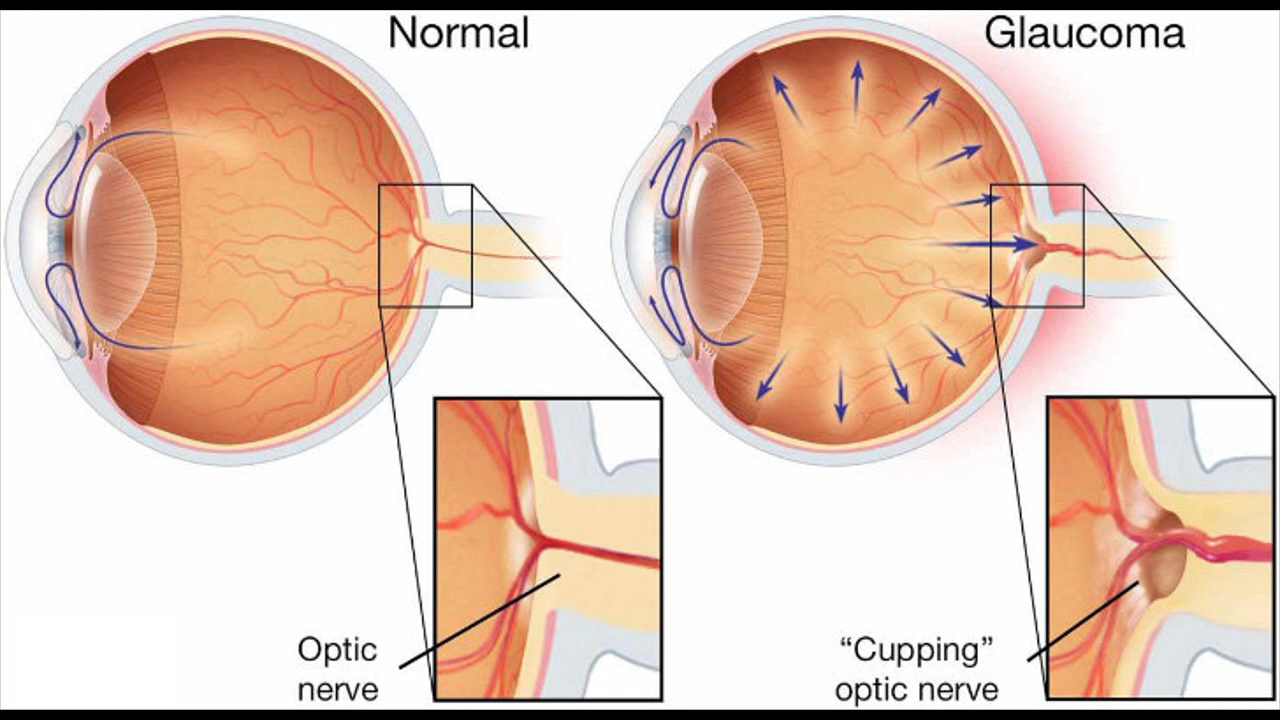 Normal
Glaucoma
Optic
nerve
“Cupping”
optic nerve